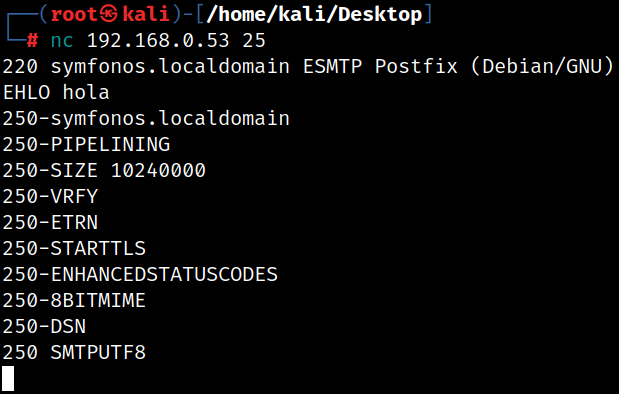 (root㉿kali)-[/home/kali/Desktop]
# nc 192.168.0.53 25
220 symfonos.localdomain ESMTP Postfix (Debian/GNU)
EHLO hola
250-symfonos.localdomain
250-PIPELINING
250-SIZE 10240000
250-VRFY
250-ETRN
250-STARTTLS
250-ENHANCEDSTATUSCODES
250-8BITMIME
250-DSN
250 SMTPUTF8